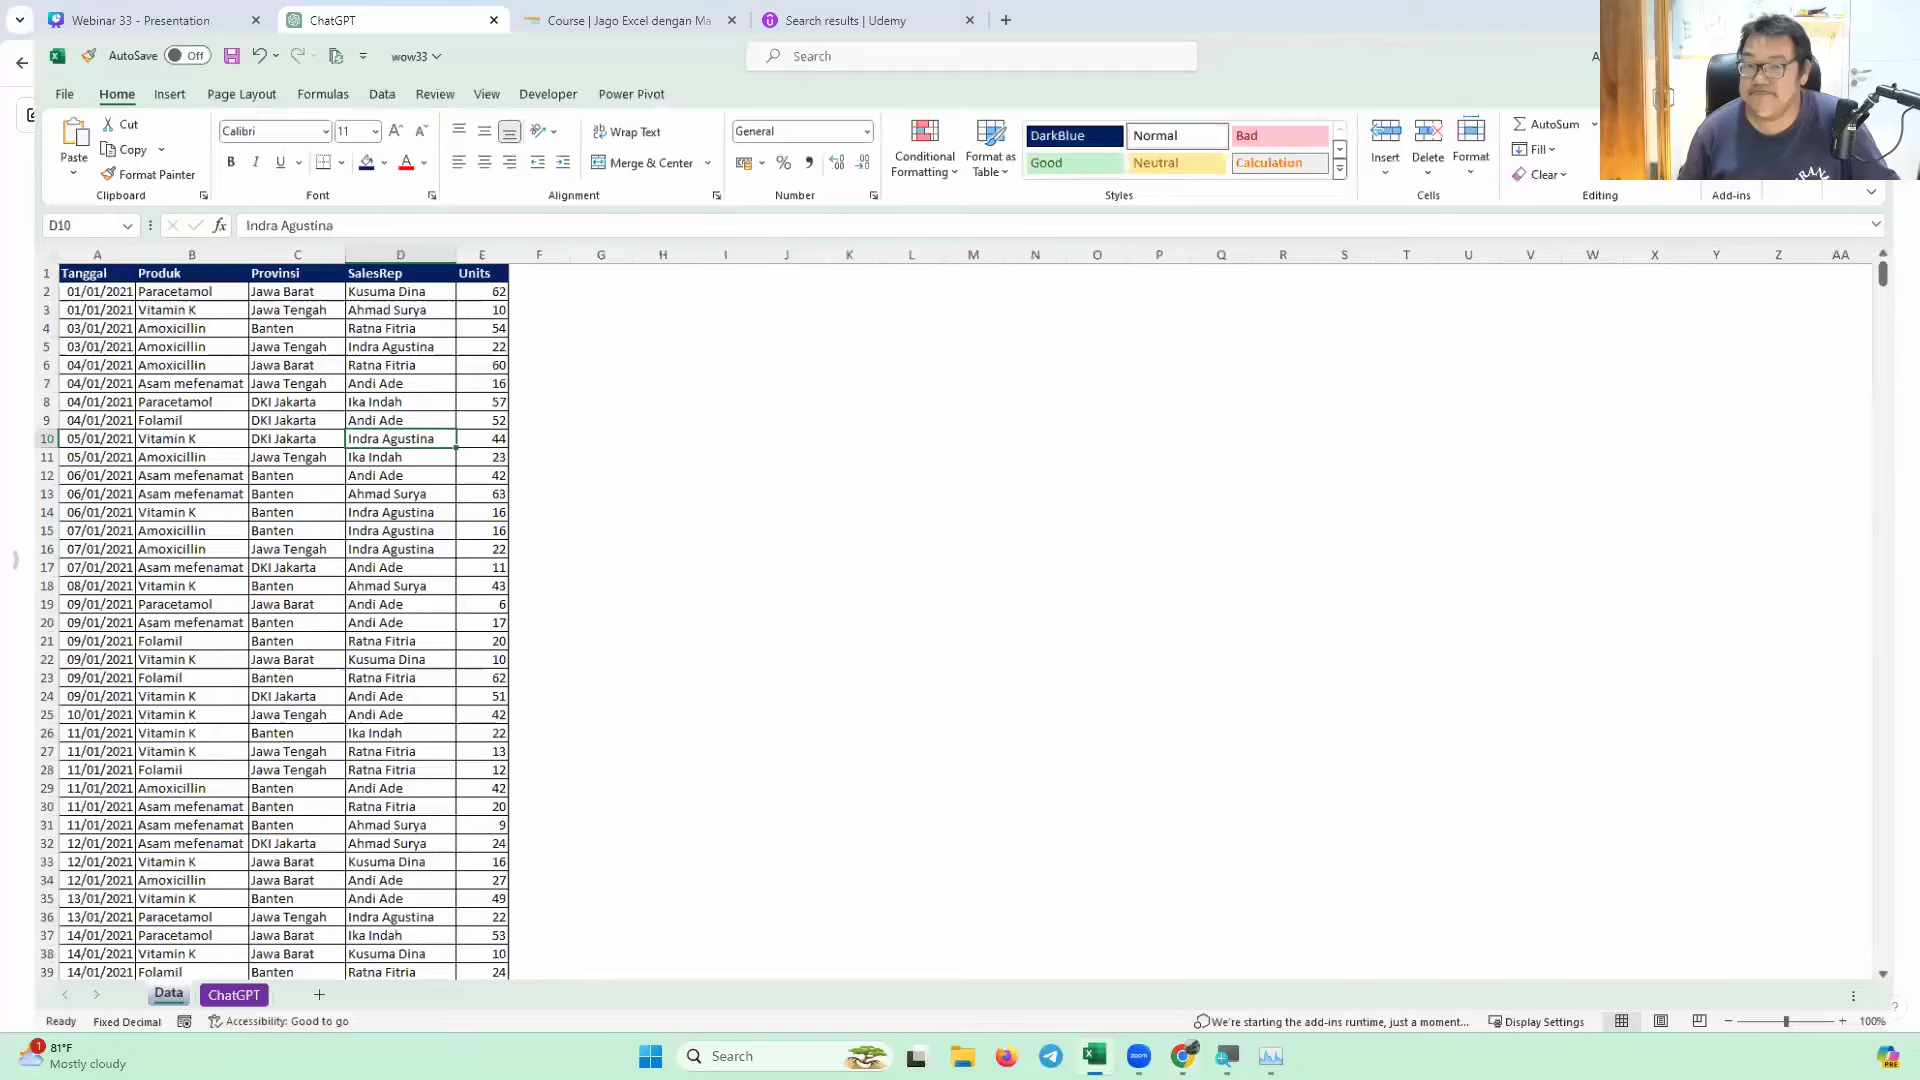 Webinar 33 - Presentation
ChatGPT
Course | Jago Excel dengan Ma
Search results | Udemy
AutoSave Off
wow33
Search
File Home Insert Page Layout Formulas Data Review View Developer Power Pivot
Paste
Cut
Copy
Format Painter
Clipboard
Calibri 11
B I U
Font
Wrap Text
Merge & Center
Alignment
General
Number
Conditional Formatting
Format as Table
DarkBlue Normal Bad
Good Neutral Calculation
Styles
Insert Delete Format
Cells
AutoSum
Fill
Clear
Editing
Add-ins
D10 fx Indra Agustina
A B C D E F G H I J K L M N O P Q R S T U V W X Y Z AA
1 Tanggal Produk Provinsi SalesRep Units
2 01/01/2021 Paracetamol Jawa Barat Kusuma Dina 62
3 01/01/2021 Vitamin K Jawa Tengah Ahmad Surya 10
4 03/01/2021 Amoxicillin Banten Ratna Fitria 54
5 03/01/2021 Amoxicillin Jawa Tengah Indra Agustina 22
6 04/01/2021 Amoxicillin Jawa Barat Ratna Fitria 60
7 04/01/2021 Asam mefenamat Jawa Tengah Andi Ade 16
8 04/01/2021 Paracetamol DKI Jakarta Ika Indah 57
9 04/01/2021 Folamil DKI Jakarta Andi Ade 52
10 05/01/2021 Vitamin K DKI Jakarta Indra Agustina 44
11 05/01/2021 Amoxicillin Jawa Tengah Ika Indah 23
12 06/01/2021 Asam mefenamat Banten Andi Ade 42
13 06/01/2021 Asam mefenamat Banten Ahmad Surya 63
14 06/01/2021 Vitamin K Banten Indra Agustina 16
15 07/01/2021 Amoxicillin Banten Indra Agustina 16
16 07/01/2021 Amoxicillin Jawa Tengah Indra Agustina 22
17 07/01/2021 Asam mefenamat DKI Jakarta Andi Ade 11
18 08/01/2021 Vitamin K Banten Ahmad Surya 43
19 09/01/2021 Paracetamol Jawa Barat Andi Ade 6
20 09/01/2021 Asam mefenamat Banten Andi Ade 17
21 09/01/2021 Folamil Banten Ratna Fitria 20
22 09/01/2021 Vitamin K Jawa Barat Kusuma Dina 10
23 09/01/2021 Folamil Banten Ratna Fitria 62
24 09/01/2021 Vitamin K DKI Jakarta Andi Ade 51
25 10/01/2021 Vitamin K Jawa Tengah Andi Ade 42
26 11/01/2021 Vitamin K Banten Ika Indah 22
27 11/01/2021 Vitamin K Jawa Tengah Ratna Fitria 13
28 11/01/2021 Folamil Jawa Tengah Ratna Fitria 12
29 11/01/2021 Amoxicillin Banten Andi Ade 42
30 11/01/2021 Asam mefenamat Banten Ratna Fitria 20
31 11/01/2021 Asam mefenamat Banten Ahmad Surya 9
32 12/01/2021 Asam mefenamat DKI Jakarta Ahmad Surya 24
33 12/01/2021 Vitamin K Jawa Barat Kusuma Dina 16
34 12/01/2021 Amoxicillin Jawa Barat Andi Ade 27
35 13/01/2021 Vitamin K Banten Andi Ade 49
36 13/01/2021 Paracetamol Jawa Tengah Indra Agustina 22
37 14/01/2021 Paracetamol Jawa Barat Ika Indah 53
38 14/01/2021 Vitamin K Jawa Barat Kusuma Dina 10
39 14/01/2021 Folamil Banten Ratna Fitria 24
Data ChatGPT
Ready Fixed Decimal Accessibility: Good to go We're starting the add-ins runtime, just a moment... Display Settings 100%
1 81°F
Mostly cloudy
Search
zoom
PRE